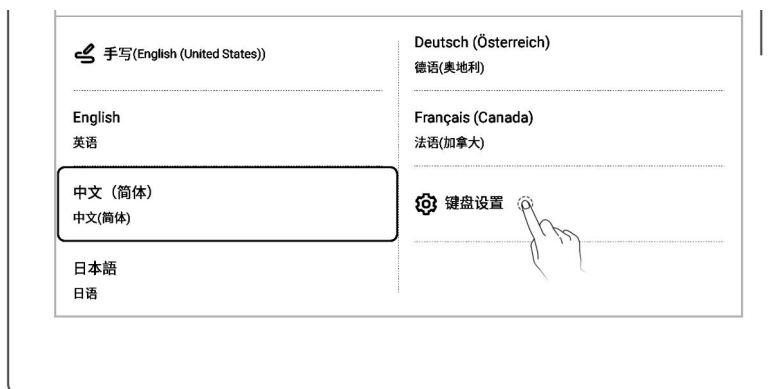 手写(English (United States))
English
英语
中文（简体）
中文(简体)
日本語
日语
Deutsch (Österreich)
德语(奥地利)
Français (Canada)
法语(加拿大)
键盘设置